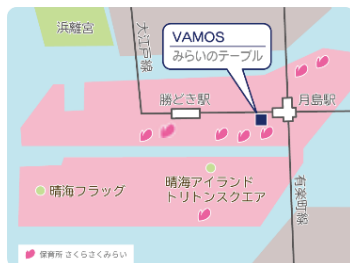 浜離宮
大江戸線
VAMOS
みらいのテーブル
勝どき駅
月島駅
晴海フラッグ
晴海アイランド
トリトンスクエア
有楽町線
保育所 さくらさくみらい